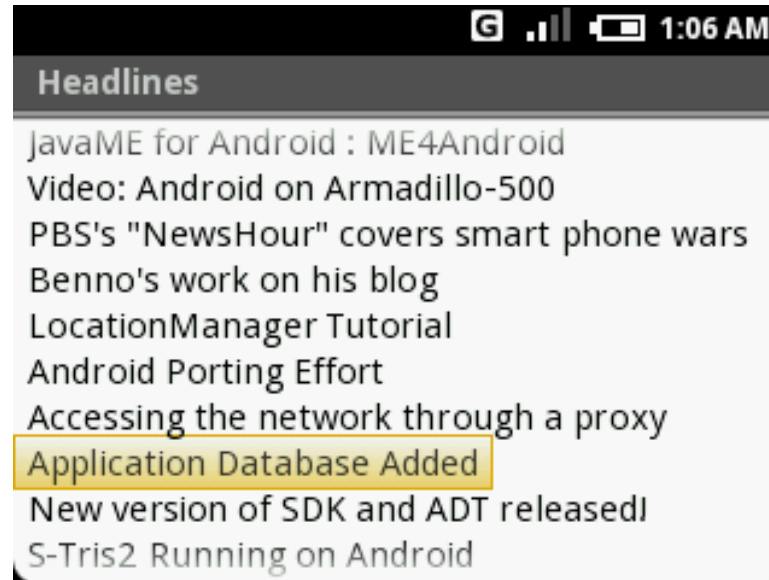 G 1:06 AM
Headlines
JavaME for Android : ME4Android
Video: Android on Armadillo-500
PBS's "NewsHour" covers smart phone wars
Benno's work on his blog
LocationManager Tutorial
Android Porting Effort
Accessing the network through a proxy
Application Database Added
New version of SDK and ADT released!
S-Tris2 Running on Android